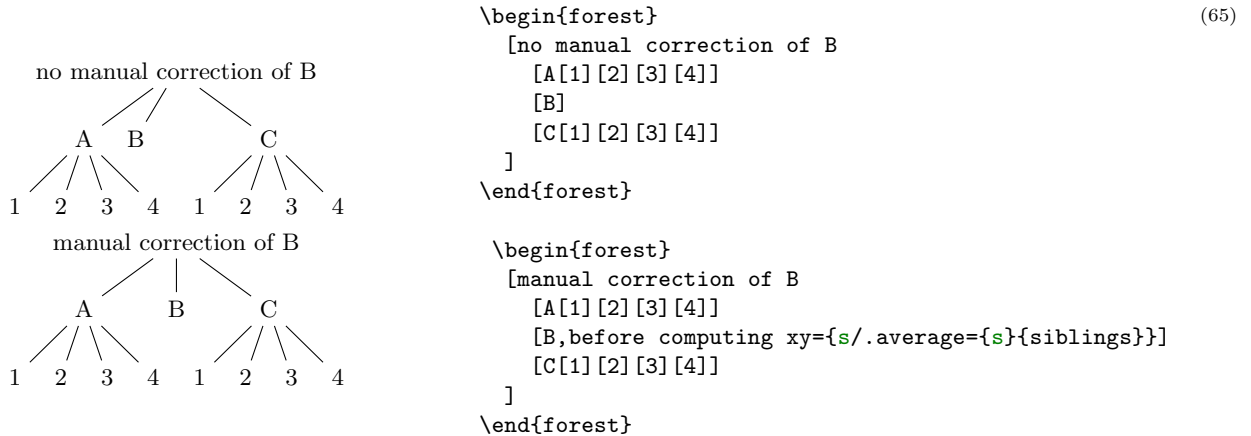 no manual correction of B
A B C
1 2 3 4 1 2 3 4
manual correction of B
A B C
1 2 3 4 1 2 3 4
\begin{forest}
[no manual correction of B
[A[1][2][3][4]]
[B]
[C[1][2][3][4]]
]
\end{forest}
\begin{forest}
[manual correction of B
[A[1][2][3][4]]
[B,before computing xy={s/.average={s}{siblings}}]
[C[1][2][3][4]]
]
\end{forest}
(65)